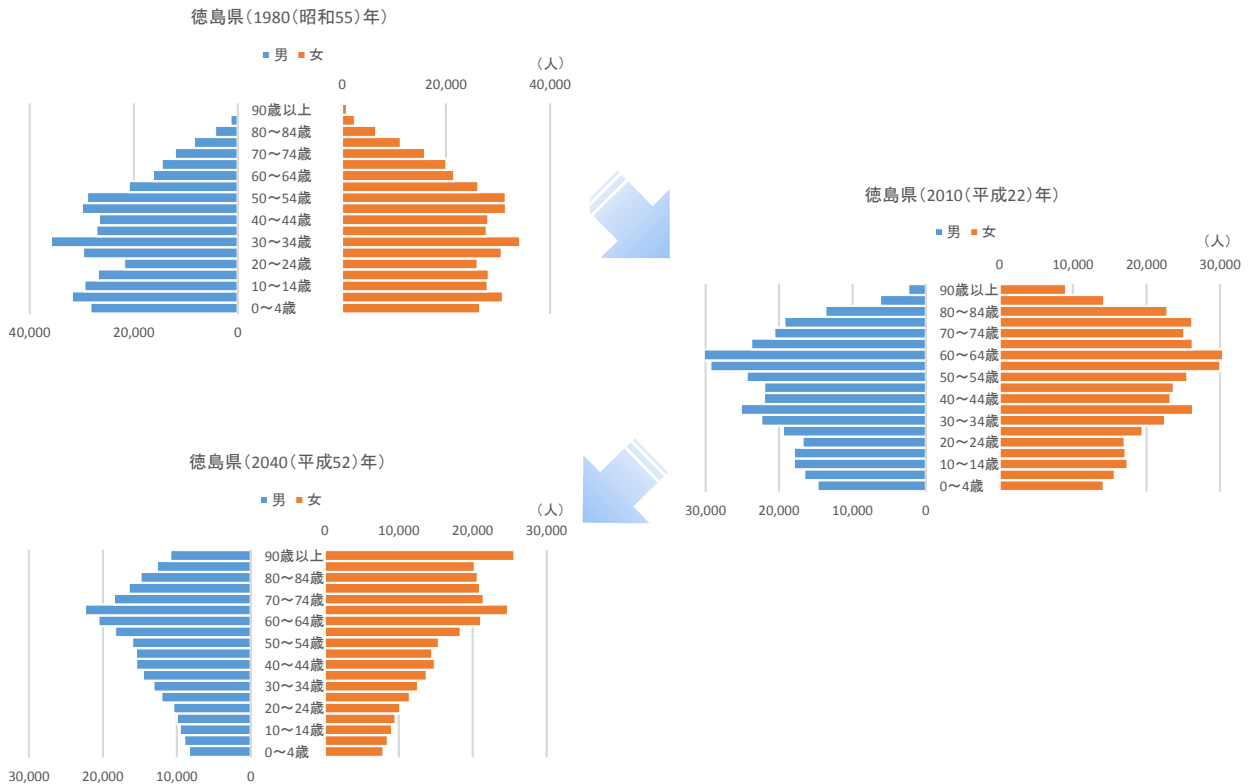 徳島県(1980(昭和55)年)
■男 ■女
(人)
0 20,000 40,000
90歳以上
80~84歳
70~74歳
60~64歳
50~54歳
40~44歳
30~34歳
20~24歳
10~14歳
0~4歳
40,000 20,000 0
徳島県(2010(平成22)年)
■男 ■女
(人)
0 10,000 20,000 30,000
90歳以上
80~84歳
70~74歳
60~64歳
50~54歳
40~44歳
30~34歳
20~24歳
10~14歳
0~4歳
30,000 20,000 10,000 0
徳島県(2040(平成52)年)
■男 ■女
(人)
0 10,000 20,000 30,000
90歳以上
80~84歳
70~74歳
60~64歳
50~54歳
40~44歳
30~34歳
20~24歳
10~14歳
0~4歳
30,000 20,000 10,000 0